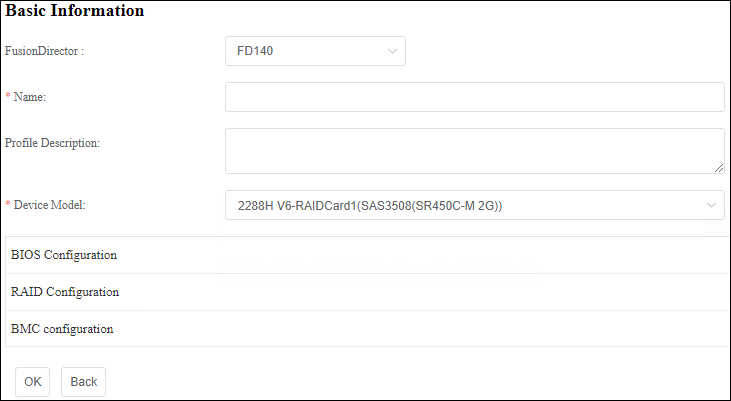 Basic Information
FusionDirector :
FD140
* Name:
Profile Description:
* Device Model:
2288H V6-RAIDCard1(SAS3508(SR450C-M 2G))
BIOS Configuration
RAID Configuration
BMC configuration
OK
Back